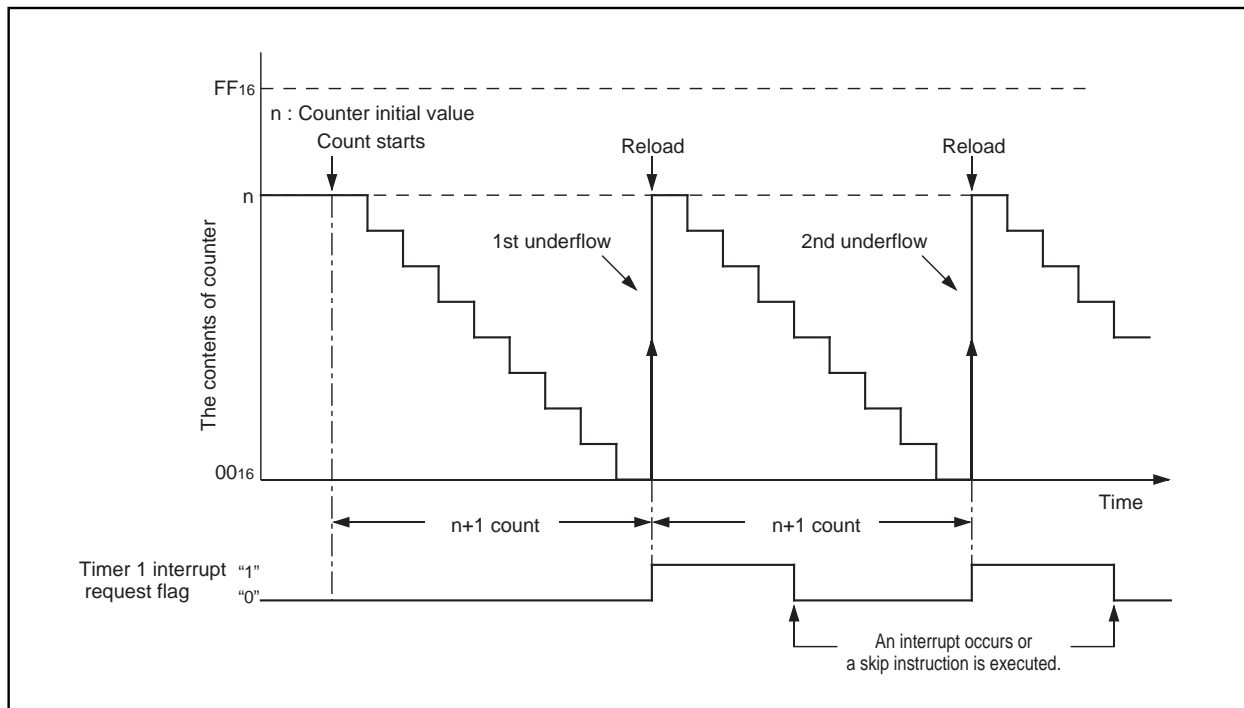 FF16
n : Counter initial value
Count starts
Reload
Reload
n
1st underflow
2nd underflow
The contents of counter
0016
Time
n+1 count
n+1 count
Timer 1 interrupt
request flag
“1”
“0”
An interrupt occurs or
a skip instruction is executed.